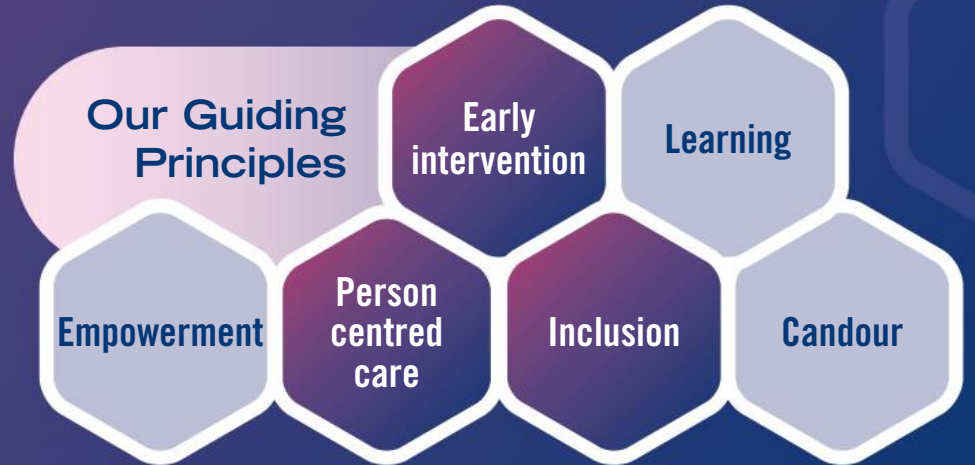 Our Guiding
Principles
Early
intervention
Learning
Empowerment
Person
centred
care
Inclusion
Candour